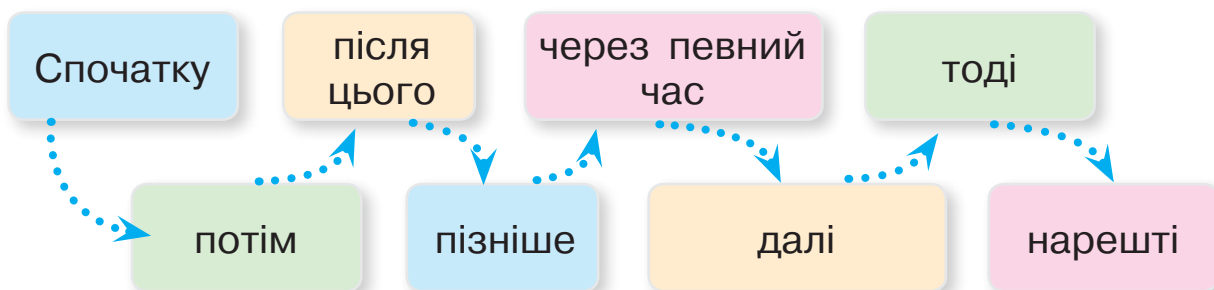 Спочатку
потім
після
цього
пізніше
через певний
час
далі
тоді
нарешті